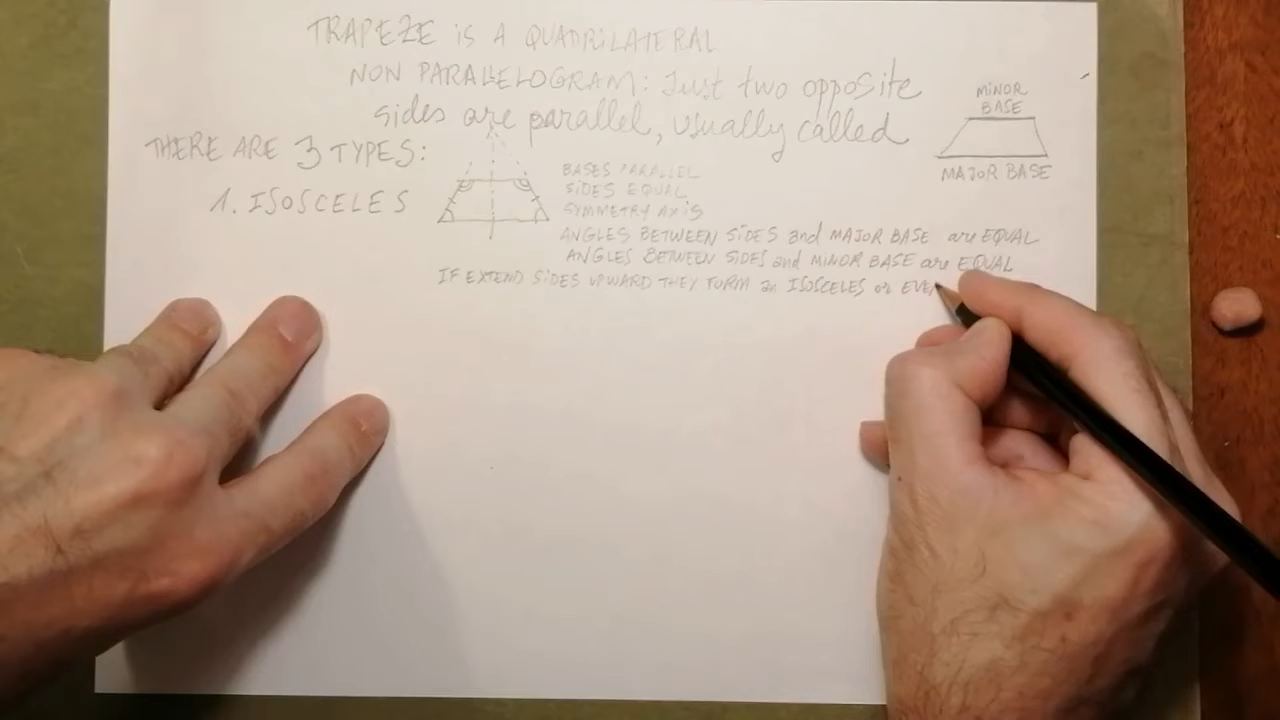 TRAPEZE iS A QUADRiLATERAL
NON PARALLELOGRAM: Just two opposite
sides are parallel, usually called
MiNOR
BASE
MAJOR BASE
THERE ARE 3 TYPES:
1. ISOSCELES
BASES PARALLEL
SiDES EQUAL
SYMMETRY AXiS
ANGLES BETWEEN SiDES and MAJOR BASE are EQUAL
ANGLES BETWEEN SiDES and MiNOR BASE are EQUAL
IF EXTEND SiDES UPWARD THEY FORM an ISOSCELES or EVE